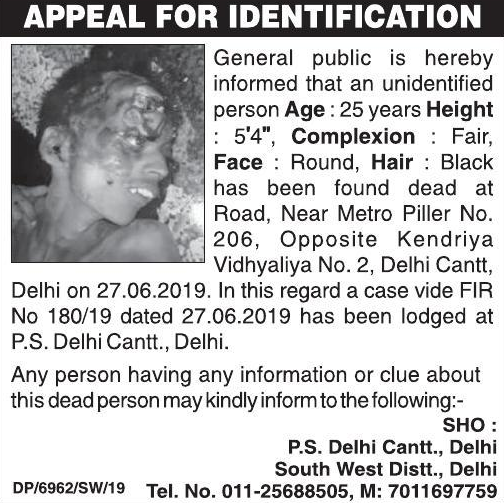 APPEAL FOR IDENTIFICATION
General public is hereby
informed that an unidentified
person Age : 25 years Height
: 5'4", Complexion : Fair,
Face : Round, Hair : Black
has been found dead at
Road, Near Metro Piller No.
206, Opposite Kendriya
Vidhyaliya No. 2, Delhi Cantt,
Delhi on 27.06.2019. In this regard a case vide FIR
No 180/19 dated 27.06.2019 has been lodged at
P.S. Delhi Cantt., Delhi.
Any person having any information or clue about
this dead person may kindly inform to the following:-
SHO :
P.S. Delhi Cantt., Delhi
South West Distt., Delhi
DP/6962/SW/19 Tel. No. 011-25688505, M: 7011697759